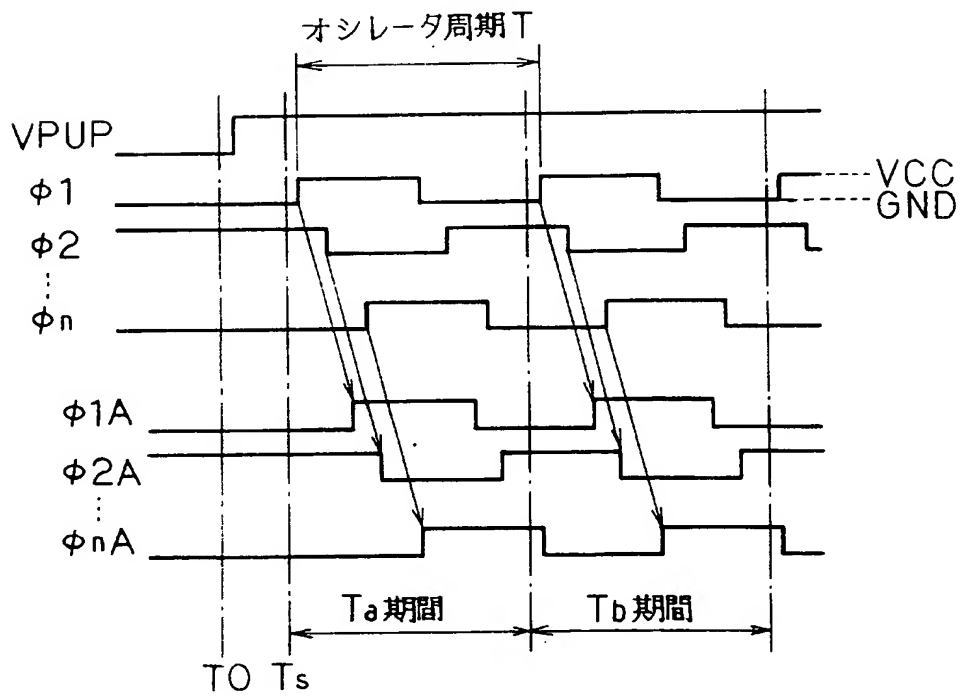 オシレータ周期T
VPUP
φ1
VCC
GND
φ2
φn
φ1A
φ2A
φnA
Ta期間
Tb期間
TO
Ts